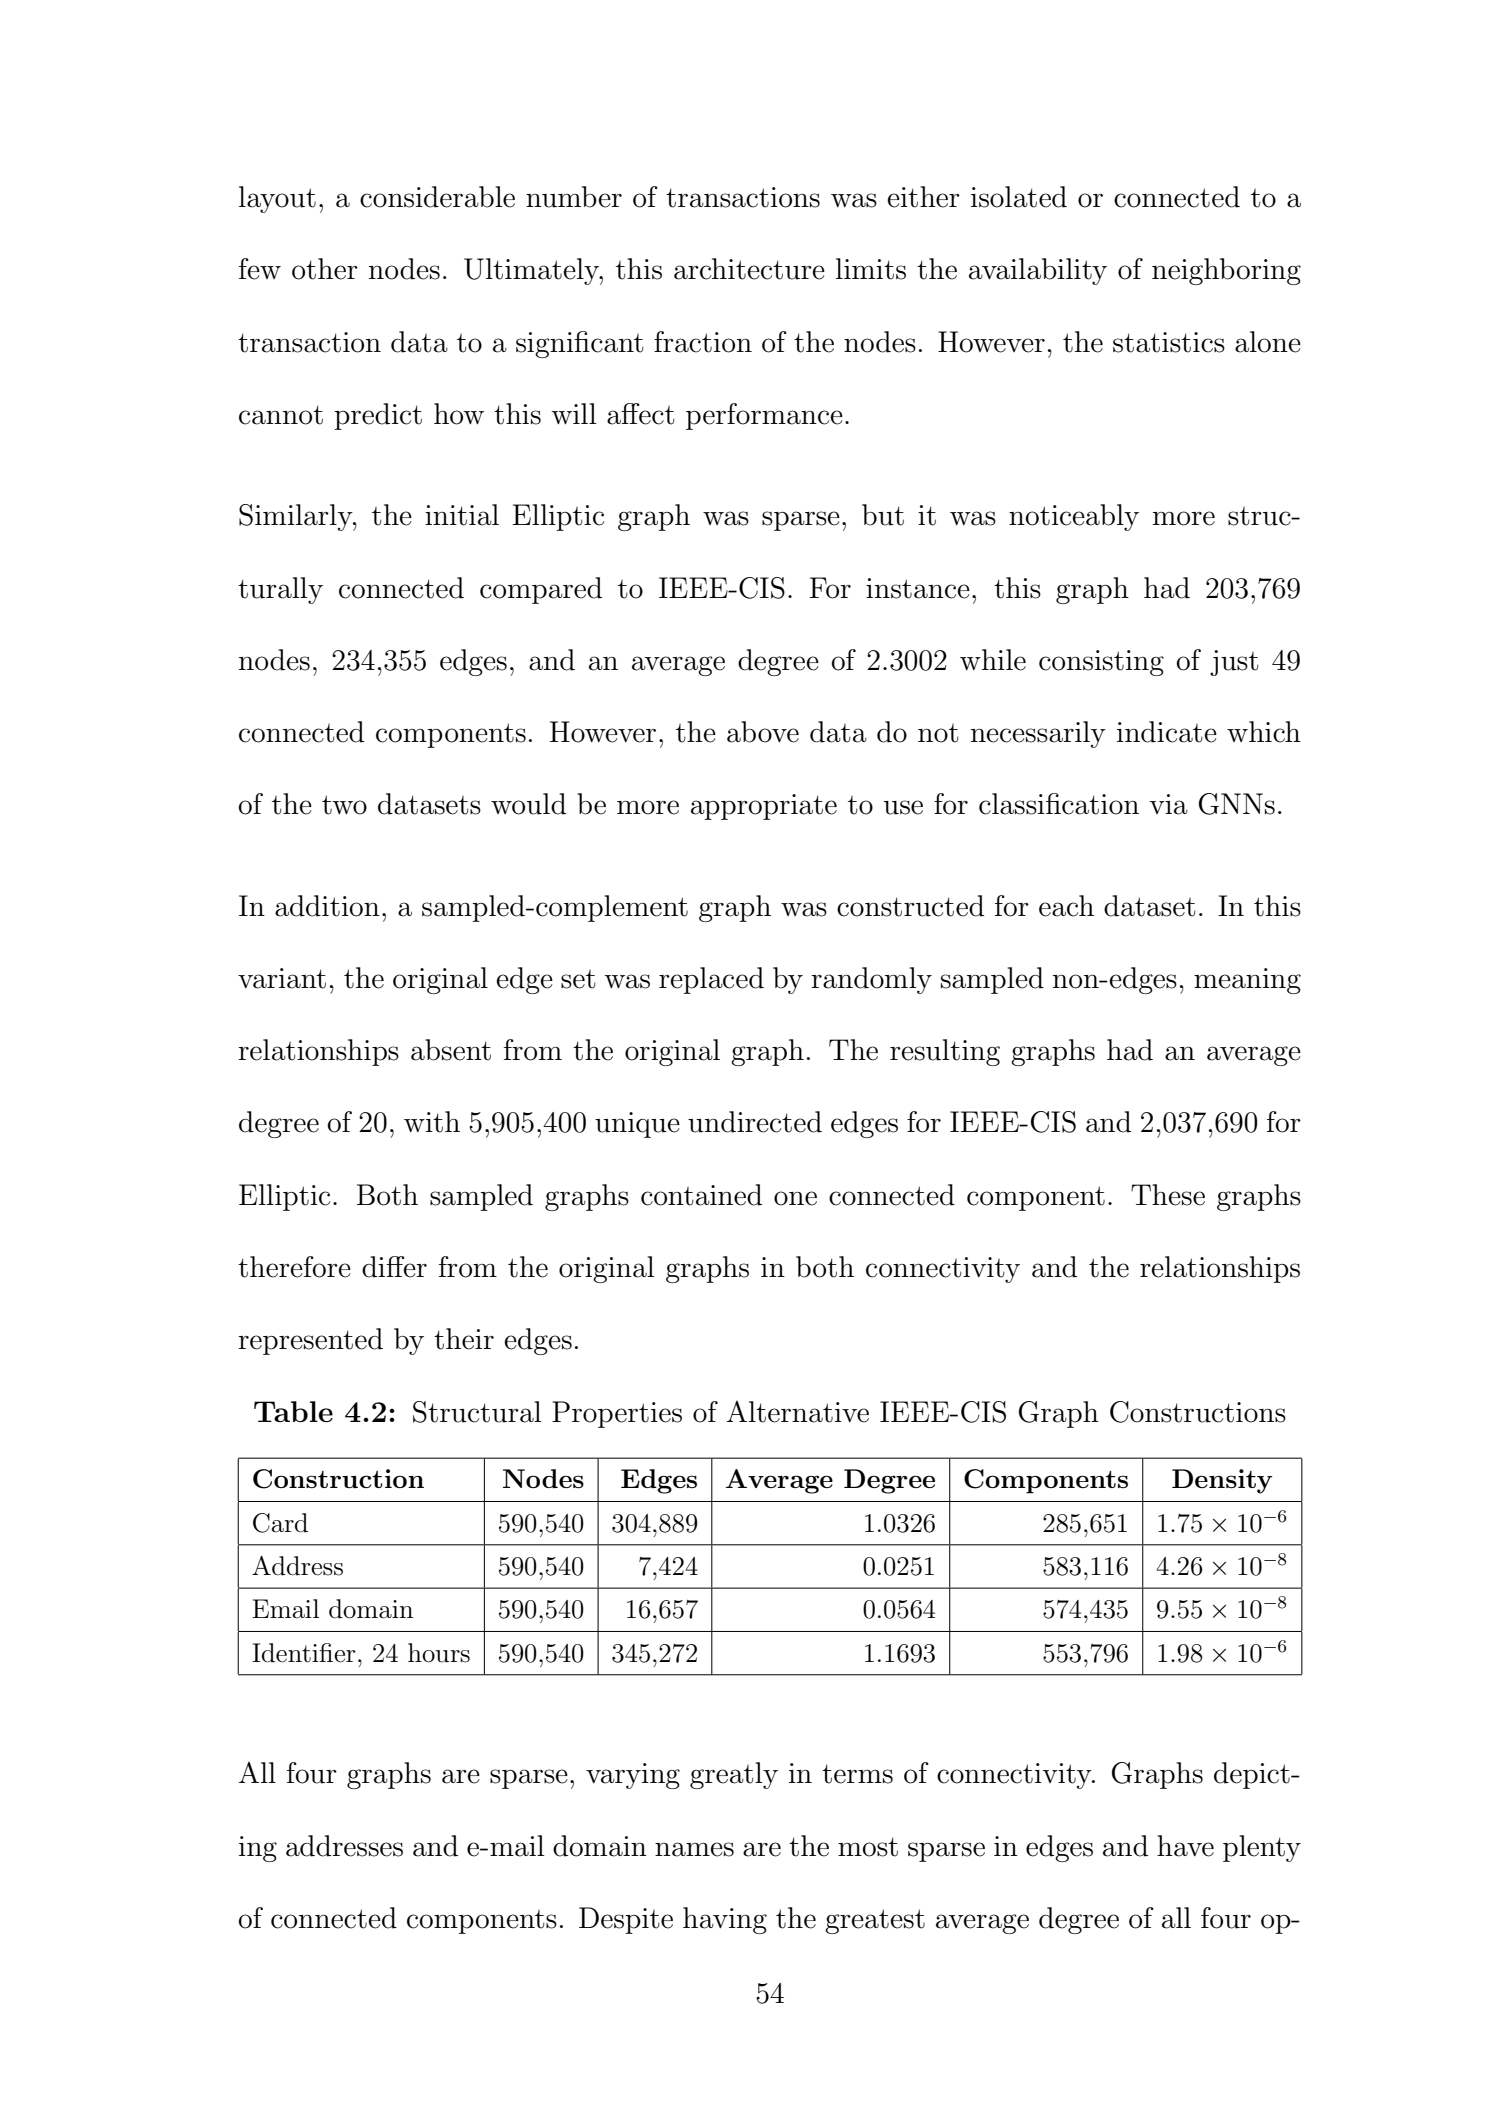 layout, a considerable number of transactions was either isolated or connected to a
few other nodes. Ultimately, this architecture limits the availability of neighboring
transaction data to a significant fraction of the nodes. However, the statistics alone
cannot predict how this will affect performance.
Similarly, the initial Elliptic graph was sparse, but it was noticeably more struc-
turally connected compared to IEEE-CIS. For instance, this graph had 203,769
nodes, 234,355 edges, and an average degree of 2.3002 while consisting of just 49
connected components. However, the above data do not necessarily indicate which
of the two datasets would be more appropriate to use for classification via GNNs.
In addition, a sampled-complement graph was constructed for each dataset. In this
variant, the original edge set was replaced by randomly sampled non-edges, meaning
relationships absent from the original graph. The resulting graphs had an average
degree of 20, with 5,905,400 unique undirected edges for IEEE-CIS and 2,037,690 for
Elliptic. Both sampled graphs contained one connected component. These graphs
therefore differ from the original graphs in both connectivity and the relationships
represented by their edges.
Table 4.2: Structural Properties of Alternative IEEE-CIS Graph Constructions
Construction Nodes Edges Average Degree Components Density
Card 590,540 304,889 1.0326 285,651 1.75 × 10⁻⁶
Address 590,540 7,424 0.0251 583,116 4.26 × 10⁻⁸
Email domain 590,540 16,657 0.0564 574,435 9.55 × 10⁻⁸
Identifier, 24 hours 590,540 345,272 1.1693 553,796 1.98 × 10⁻⁶
All four graphs are sparse, varying greatly in terms of connectivity. Graphs depict-
ing addresses and e-mail domain names are the most sparse in edges and have plenty
of connected components. Despite having the greatest average degree of all four op-
54